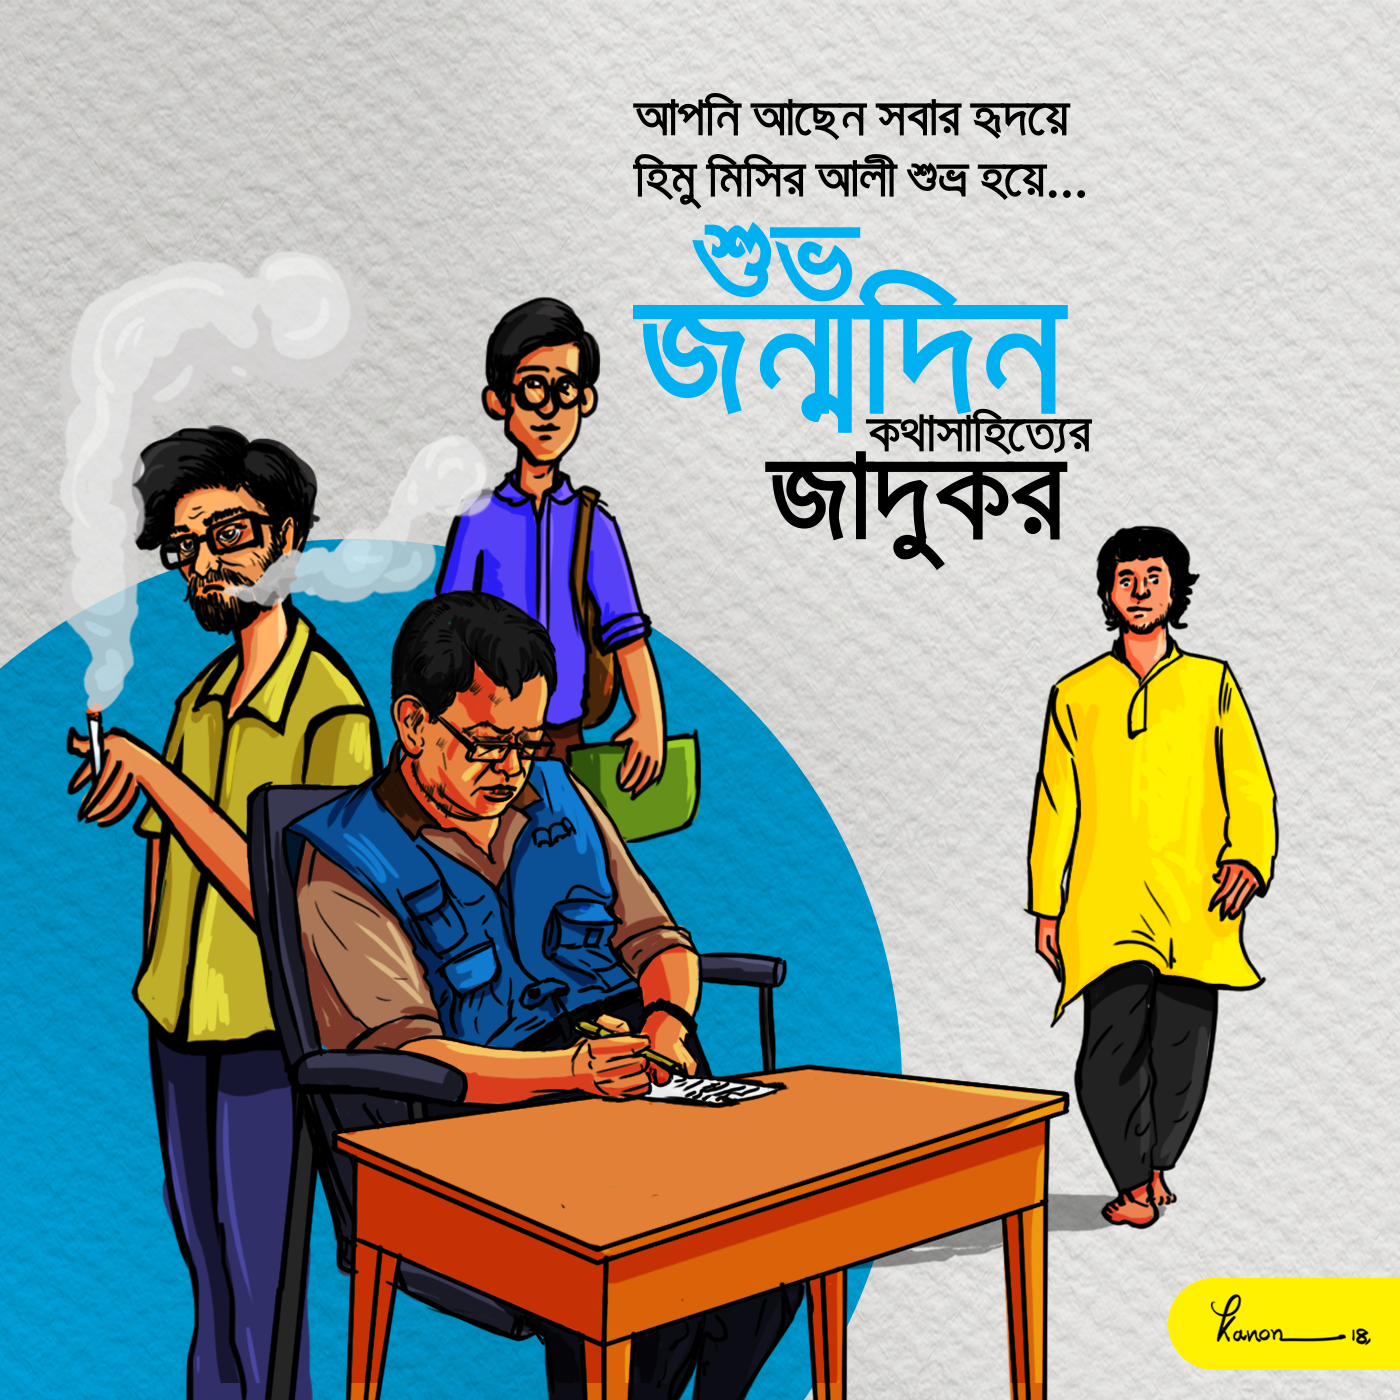 আপনি আছেন সবার হৃদয়ে
হিমু মিসির আলী শুভ্র হয়ে...
শুভ
জন্মদিন
কথাসাহিত্যের
জাদুকর
Kanon 18